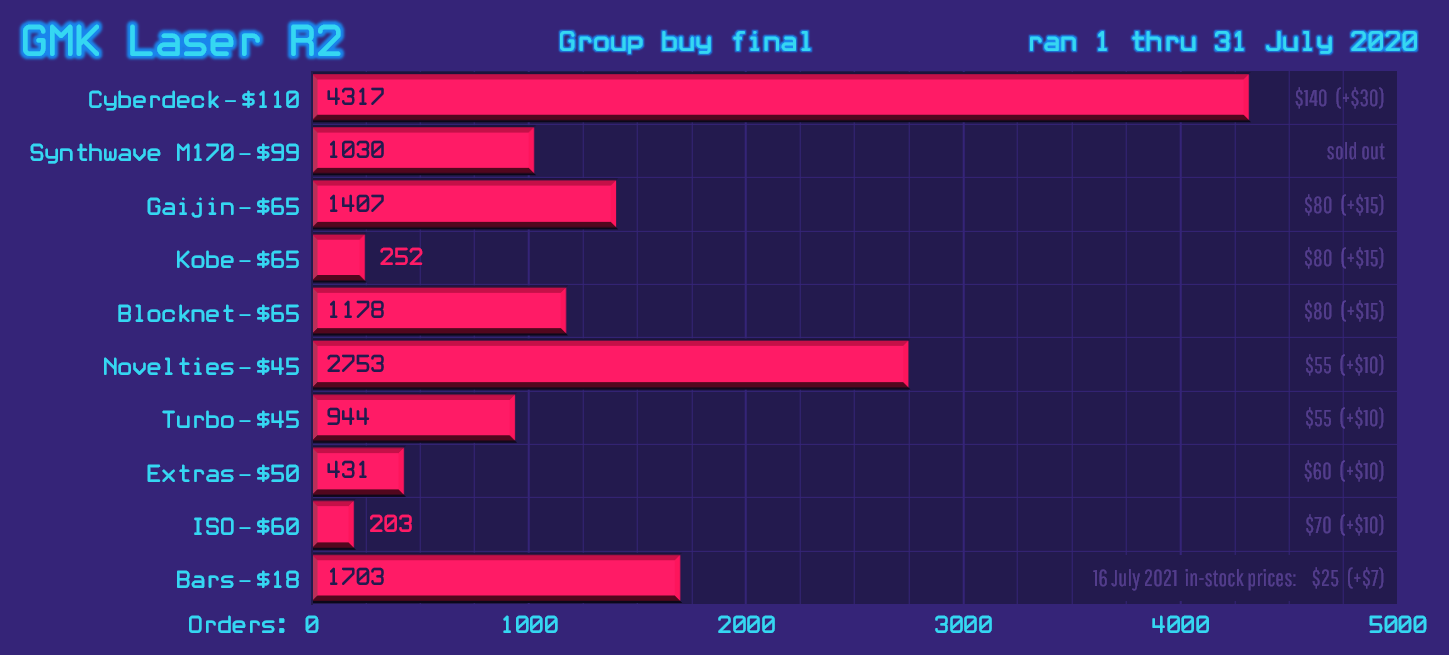 GMK Laser R2 Group buy final ran 1 thru 31 July 2020
Cyberdeck-$110 4317 $140 (+$30)
Synthwave M170-$99 1030 sold out
Gaijin-$65 1407 $80 (+$15)
Kobe-$65 252 $80 (+$15)
Blocknet-$65 1178 $80 (+$15)
Novelties-$45 2753 $55 (+$10)
Turbo-$45 944 $55 (+$10)
Extras-$50 431 $60 (+$10)
ISO-$60 203 $70 (+$10)
Bars-$18 1703 16 July 2021 in-stock prices: $25 (+$7)
Orders: 0 1000 2000 3000 4000 5000